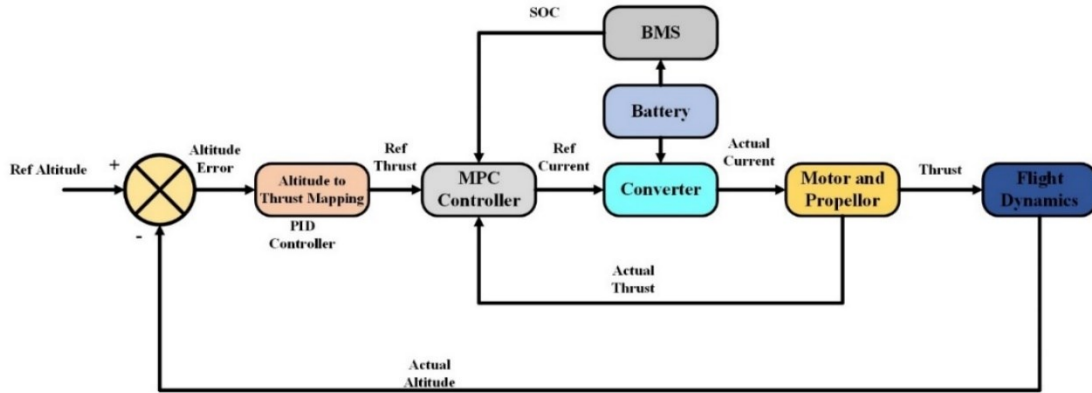 SOC
BMS
Battery
Ref Altitude
+
Altitude
Error
Altitude to
Thrust Mapping
PID
Controller
Ref
Thrust
MPC
Controller
Ref
Current
Converter
Actual
Current
Motor and
Propellor
Thrust
Flight
Dynamics
-
Actual
Thrust
Actual
Altitude